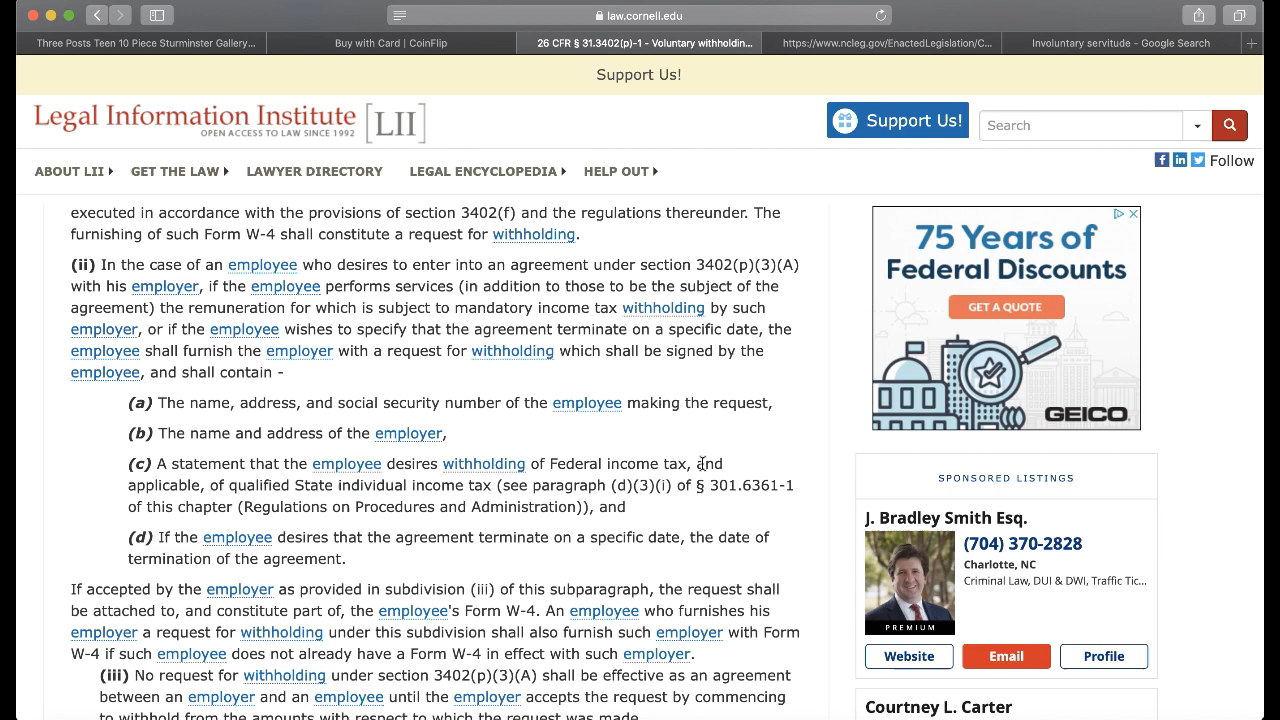 law.cornell.edu
Three Posts Teen 10 Piece Sturminster Gallery...
Buy with Card | CoinFlip
26 CFR § 31.3402(p)-1 - Voluntary withholdin...
https://www.ncleg.gov/EnactedLegislation/C...
Involuntary servitude - Google Search
Support Us!
Legal Information Institute [LII]
OPEN ACCESS TO LAW SINCE 1992
Support Us!
Search
ABOUT LII
GET THE LAW
LAWYER DIRECTORY
LEGAL ENCYCLOPEDIA
HELP OUT
Follow
executed in accordance with the provisions of section 3402(f) and the regulations thereunder. The
furnishing of such Form W-4 shall constitute a request for withholding.
(ii) In the case of an employee who desires to enter into an agreement under section 3402(p)(3)(A)
with his employer, if the employee performs services (in addition to those to be the subject of the
agreement) the remuneration for which is subject to mandatory income tax withholding by such
employer, or if the employee wishes to specify that the agreement terminate on a specific date, the
employee shall furnish the employer with a request for withholding which shall be signed by the
employee, and shall contain -
(a) The name, address, and social security number of the employee making the request,
(b) The name and address of the employer,
(c) A statement that the employee desires withholding of Federal income tax, and
applicable, of qualified State individual income tax (see paragraph (d)(3)(i) of § 301.6361-1
of this chapter (Regulations on Procedures and Administration)), and
(d) If the employee desires that the agreement terminate on a specific date, the date of
termination of the agreement.
If accepted by the employer as provided in subdivision (iii) of this subparagraph, the request shall
be attached to, and constitute part of, the employee's Form W-4. An employee who furnishes his
employer a request for withholding under this subdivision shall also furnish such employer with Form
W-4 if such employee does not already have a Form W-4 in effect with such employer.
(iii) No request for withholding under section 3402(p)(3)(A) shall be effective as an agreement
between an employer and an employee until the employer accepts the request by commencing
to withhold from the amounts with respect to which the request was made.
75 Years of
Federal Discounts
GET A QUOTE
GEICO
SPONSORED LISTINGS
J. Bradley Smith Esq.
(704) 370-2828
Charlotte, NC
Criminal Law, DUI & DWI, Traffic Tic...
PREMIUM
Website
Email
Profile
Courtney L. Carter